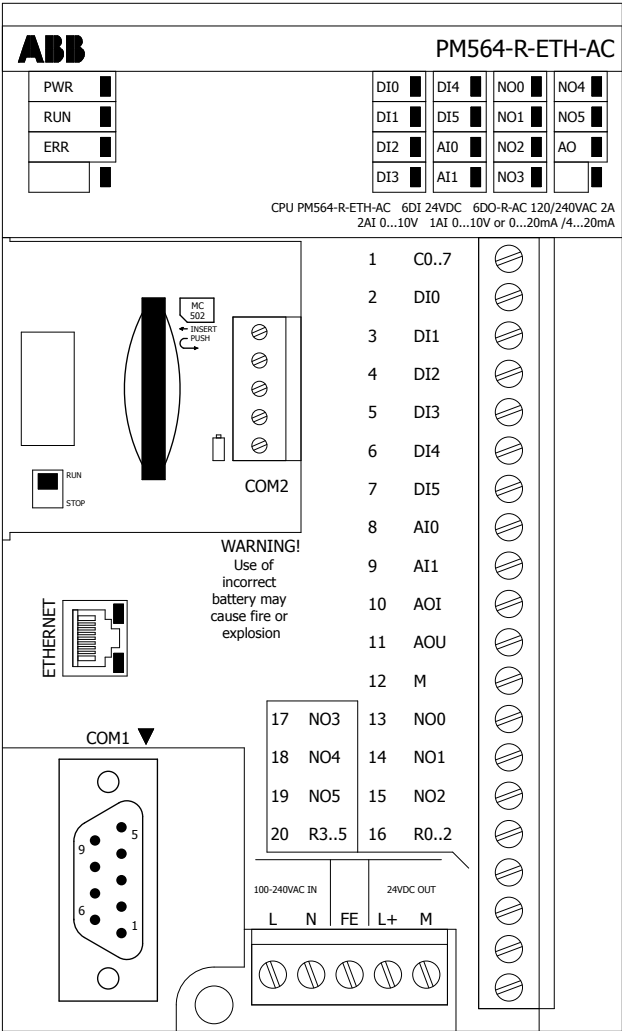 ABB PM564-R-ETH-AC
PWR DI0 DI4 NO0 NO4
RUN DI1 DI5 NO1 NO5
ERR DI2 AI0 NO2 AO
DI3 AI1 NO3
CPU PM564-R-ETH-AC 6DI 24VDC 6DO-R-AC 120/240VAC 2A
2AI 0...10V 1AI 0...10V or 0...20mA /4...20mA
1 C0..7
2 DI0
3 DI1
4 DI2
5 DI3
6 DI4
7 DI5
8 AI0
9 AI1
10 AOI
11 AOU
12 M
17 NO3 13 NO0
18 NO4 14 NO1
19 NO5 15 NO2
20 R3..5 16 R0..2
MC
502
INSERT
PUSH
RUN
STOP
COM2
WARNING!
Use of
incorrect
battery may
cause fire or
explosion
ETHERNET
COM1
5
9
6
1
100-240VAC IN 24VDC OUT
L N FE L+ M